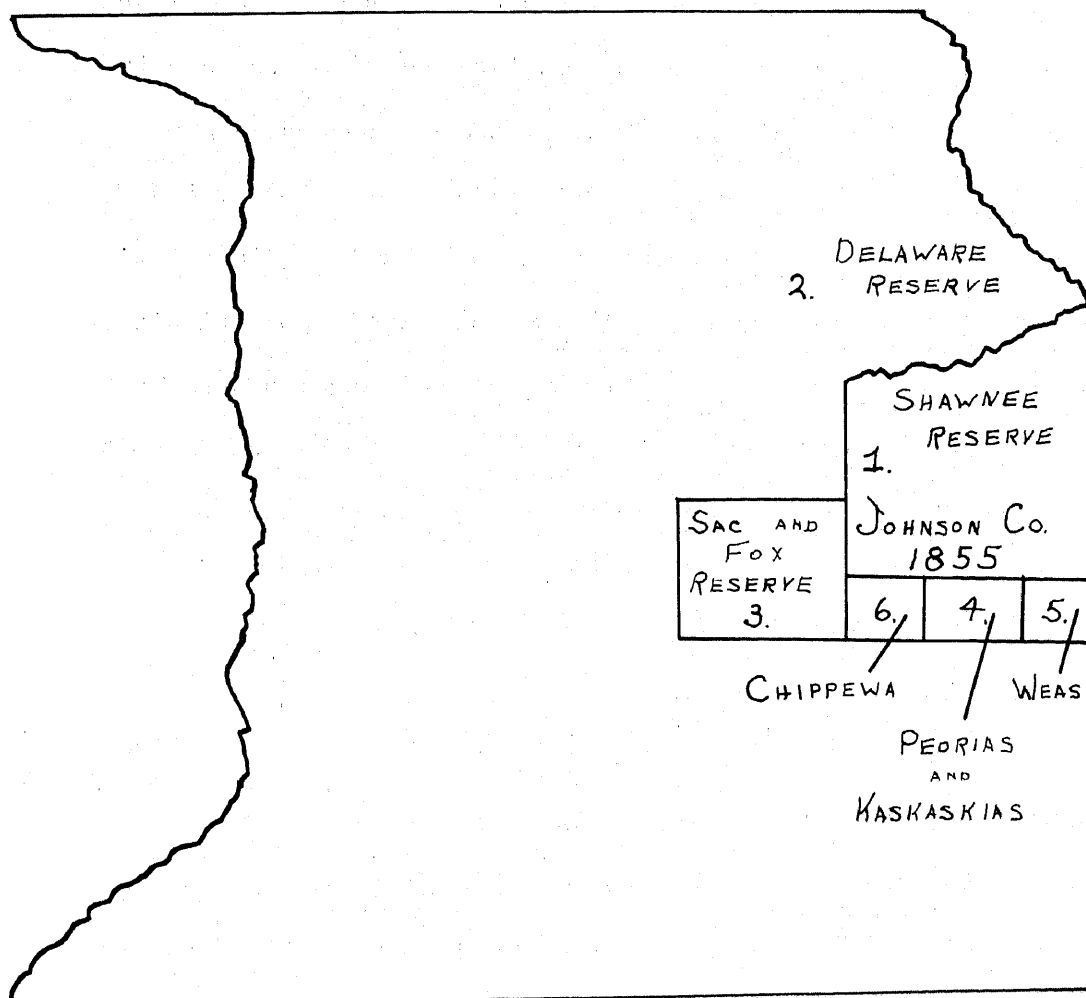 DELAWARE
2. RESERVE
SHAWNEE
RESERVE
1.
SAC AND
FOX
RESERVE
3.
JOHNSON CO.
1855
6. 4. 5.
CHIPPEWA
WEAS
PEORIAS
AND
KASKASKIAS